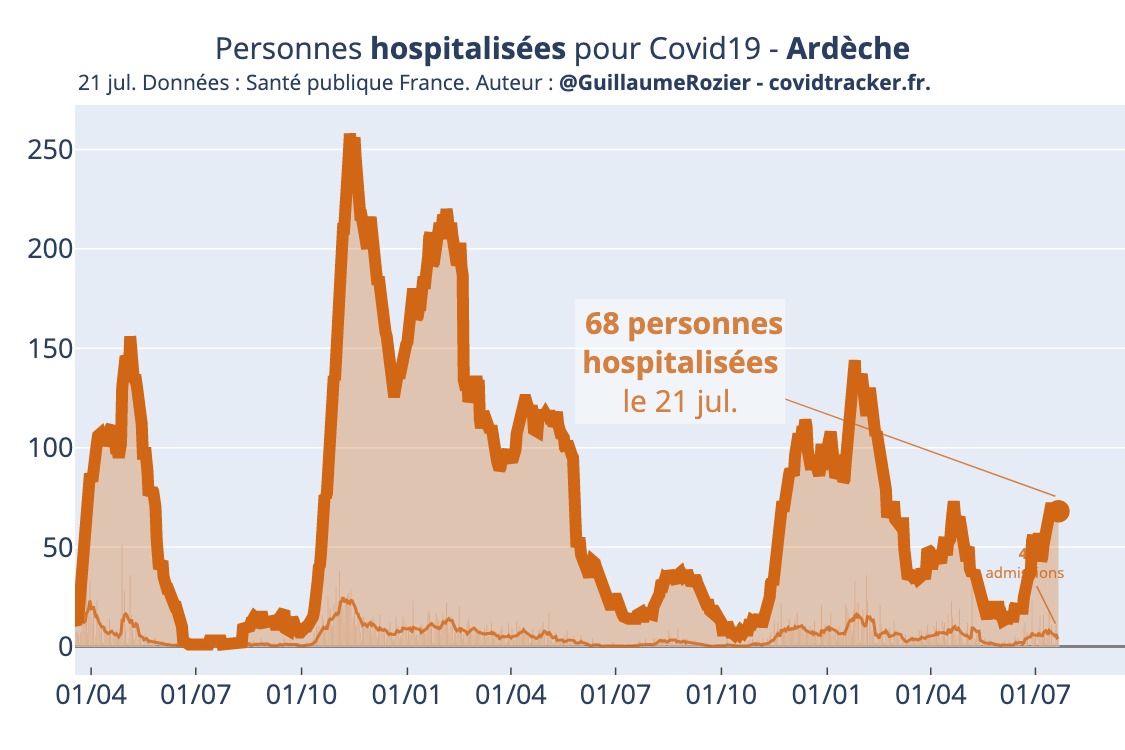 Personnes hospitalisées pour Covid19 - Ardèche
21 jul. Données : Santé publique France. Auteur : @GuillaumeRozier - covidtracker.fr.
250
200
150
100
50
0
68 personnes
hospitalisées
le 21 jul.
admissions
01/04 01/07 01/10 01/01 01/04 01/07 01/10 01/01 01/04 01/07